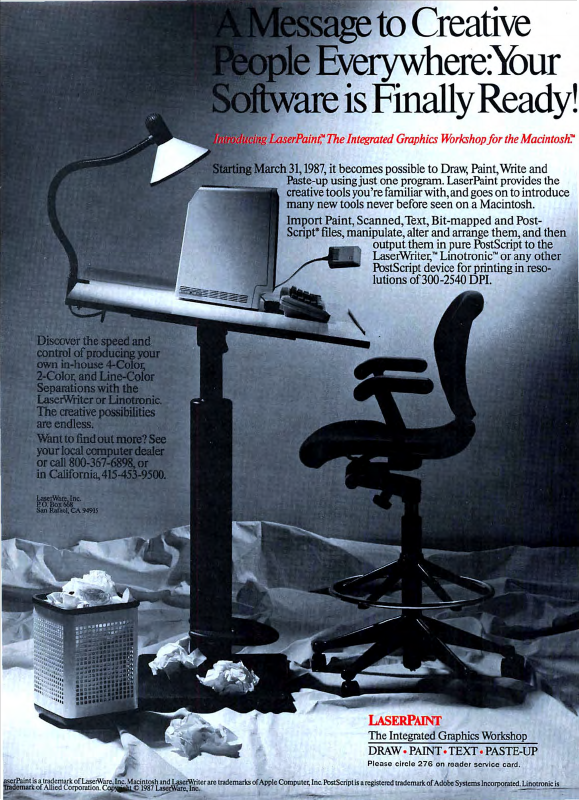 A Message to Creative
People Everywhere: Your
Software is Finally Ready!
Introducing LaserPaint,™ The Integrated Graphics Workshop for the Macintosh.™
Starting March 31, 1987, it becomes possible to Draw, Paint, Write and
Paste-up using just one program. LaserPaint provides the
creative tools you're familiar with, and goes on to introduce
many new tools never before seen on a Macintosh.
Import Paint, Scanned, Text, Bit-mapped and Post-
Script* files, manipulate, alter and arrange them, and then
output them in pure PostScript to the
LaserWriter,™ Linotronic™ or any other
PostScript device for printing in reso-
lutions of 300-2540 DPI.
Discover the speed and
control of producing your
own in-house 4-Color,
2-Color, and Line-Color
Separations with the
LaserWriter or Linotronic.
The creative possibilities
are endless.
Want to find out more? See
your local computer dealer
or call 800-367-6898, or
in California, 415-453-9500.
LaserWare, Inc.
P.O. Box 668
San Rafael, CA 94915
LASERPAINT
The Integrated Graphics Workshop
DRAW • PAINT • TEXT • PASTE-UP
Please circle 276 on reader service card.
aserPaint is a trademark of LaserWare, Inc. Macintosh and LaserWriter are trademarks of Apple Computer, Inc. PostScript is a registered trademark of Adobe Systems Incorporated. Linotronic is
trademark of Allied Corporation. Copyright © 1987 LaserWare, Inc.